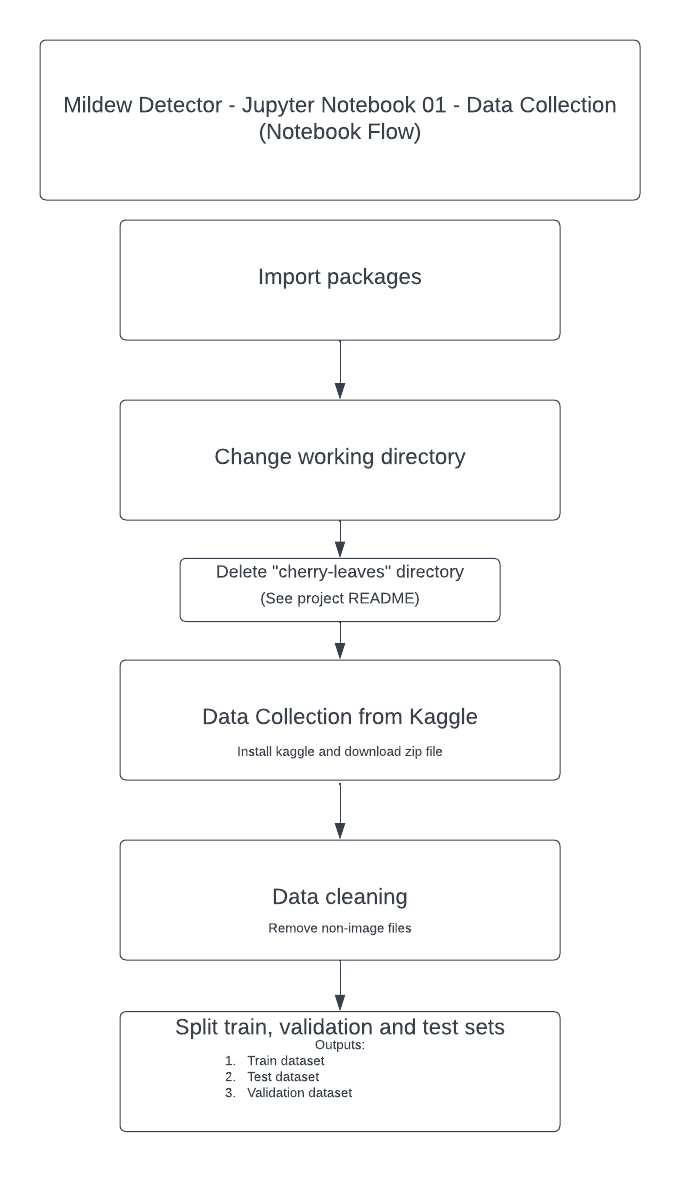 Mildew Detector - Jupyter Notebook 01 - Data Collection
(Notebook Flow)
Import packages
Change working directory
Delete "cherry-leaves" directory
(See project README)
Data Collection from Kaggle
Install kaggle and download zip file
Data cleaning
Remove non-image files
Split train, validation and test sets
Outputs:
1. Train dataset
2. Test dataset
3. Validation dataset